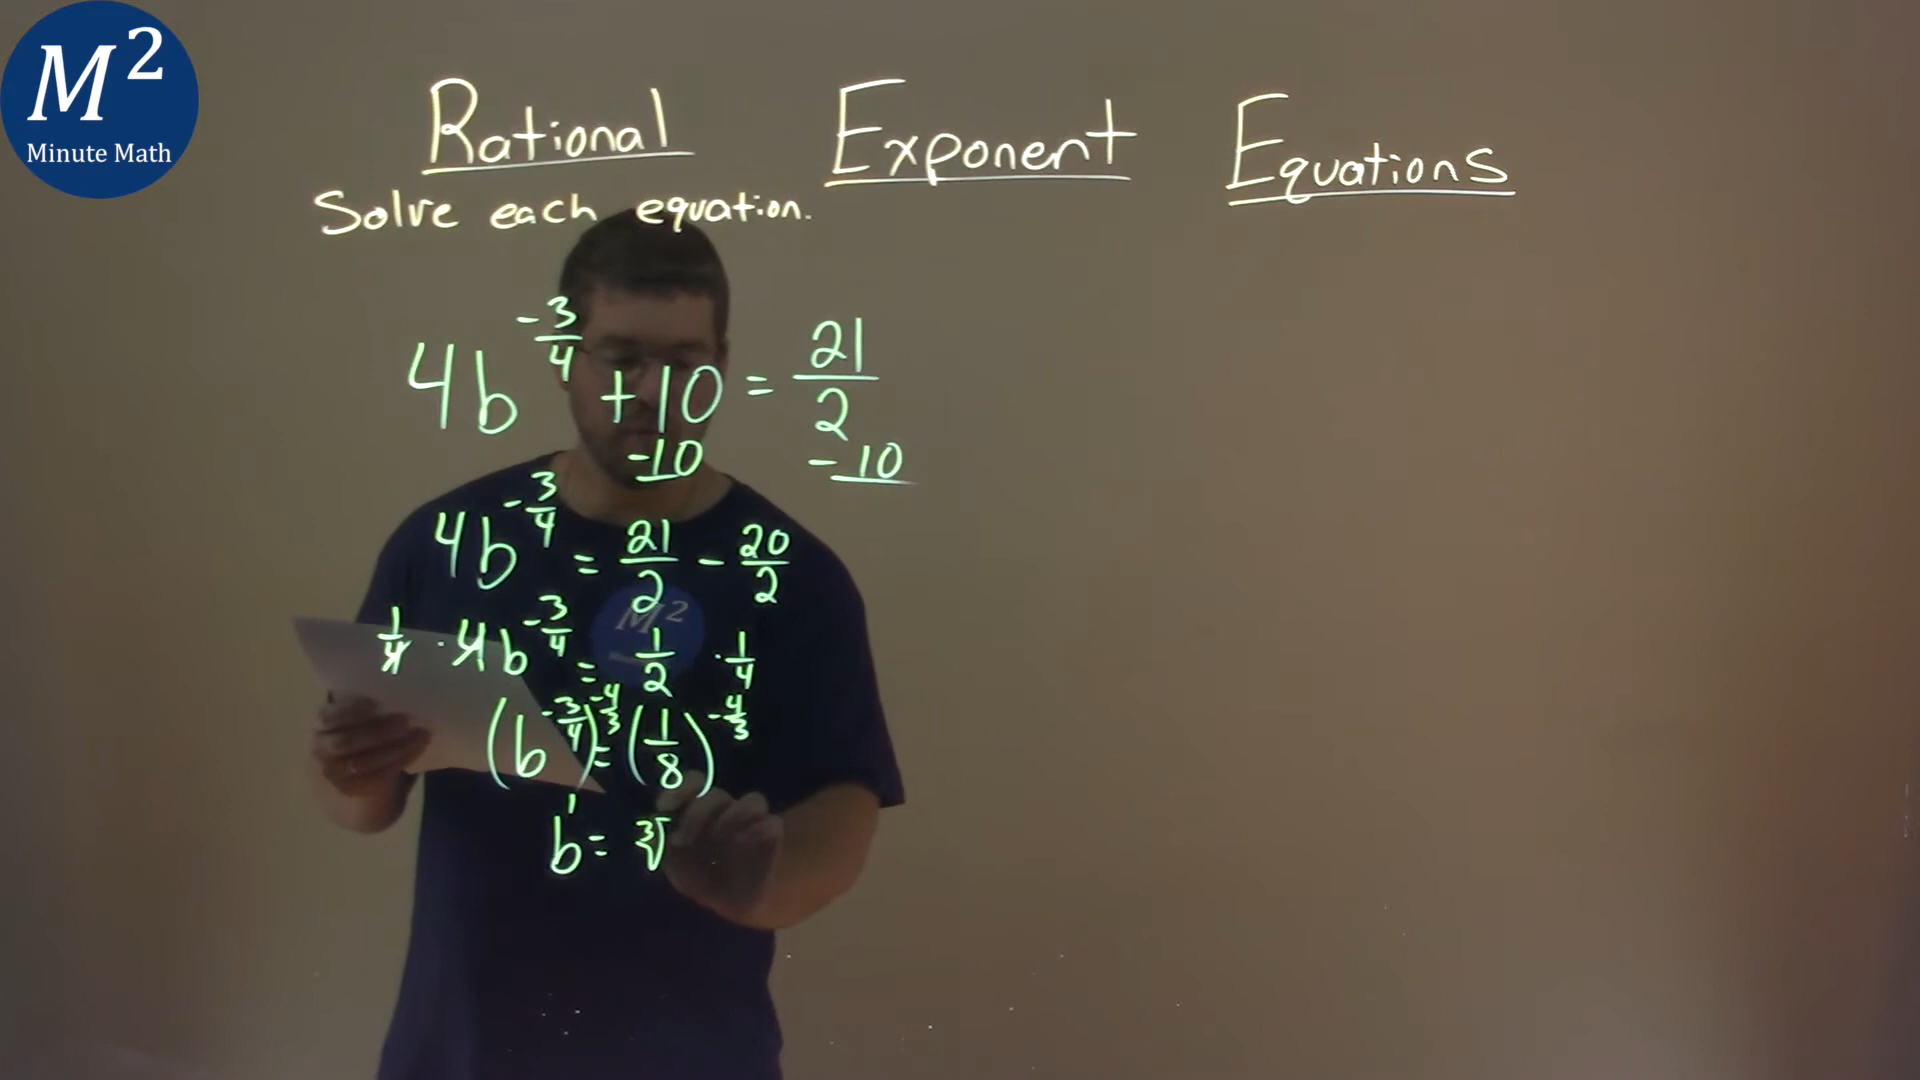 M²
Minute Math
Rational Exponent Equations
Solve each equation.
4b^(-3/4) + 10 = 21/2
-10 -10
4b^(-3/4) = 21/2 - 20/2
1/4 · 4b^(-3/4) = 1/2 · 1/4
(b^(-3/4))^(-4/3) = (1/8)^(-4/3)
b^1 = ∛
M²